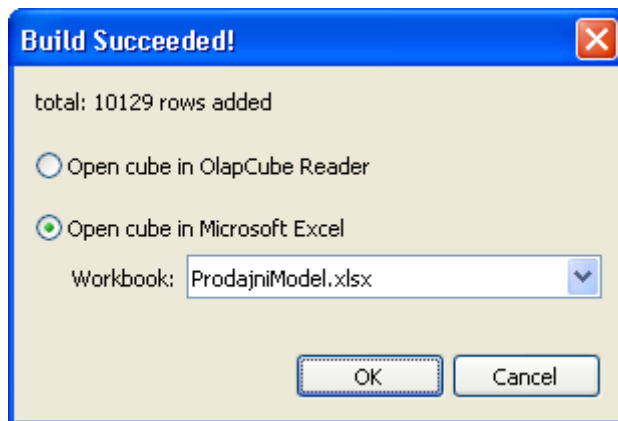 Build Succeeded!
total: 10129 rows added
Open cube in OlapCube Reader
Open cube in Microsoft Excel
Workbook: ProdajniModel.xlsx
OK Cancel